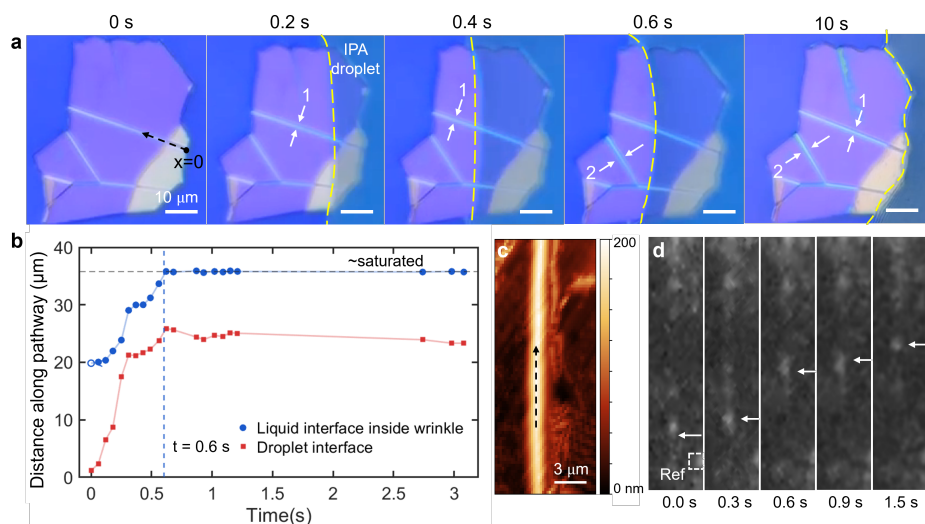 0 s 0.2 s 0.4 s 0.6 s 10 s
a
IPA
droplet
1
1
1
x=0
2
2
10 μm
b
Distance along pathway (μm)
40
30
20
10
0
~saturated
Liquid interface inside wrinkle
Droplet interface
t = 0.6 s
0 0.5 1 1.5 2 2.5 3
Time(s)
c
200
0 nm
3 μm
d
Ref
0.0 s 0.3 s 0.6 s 0.9 s 1.5 s